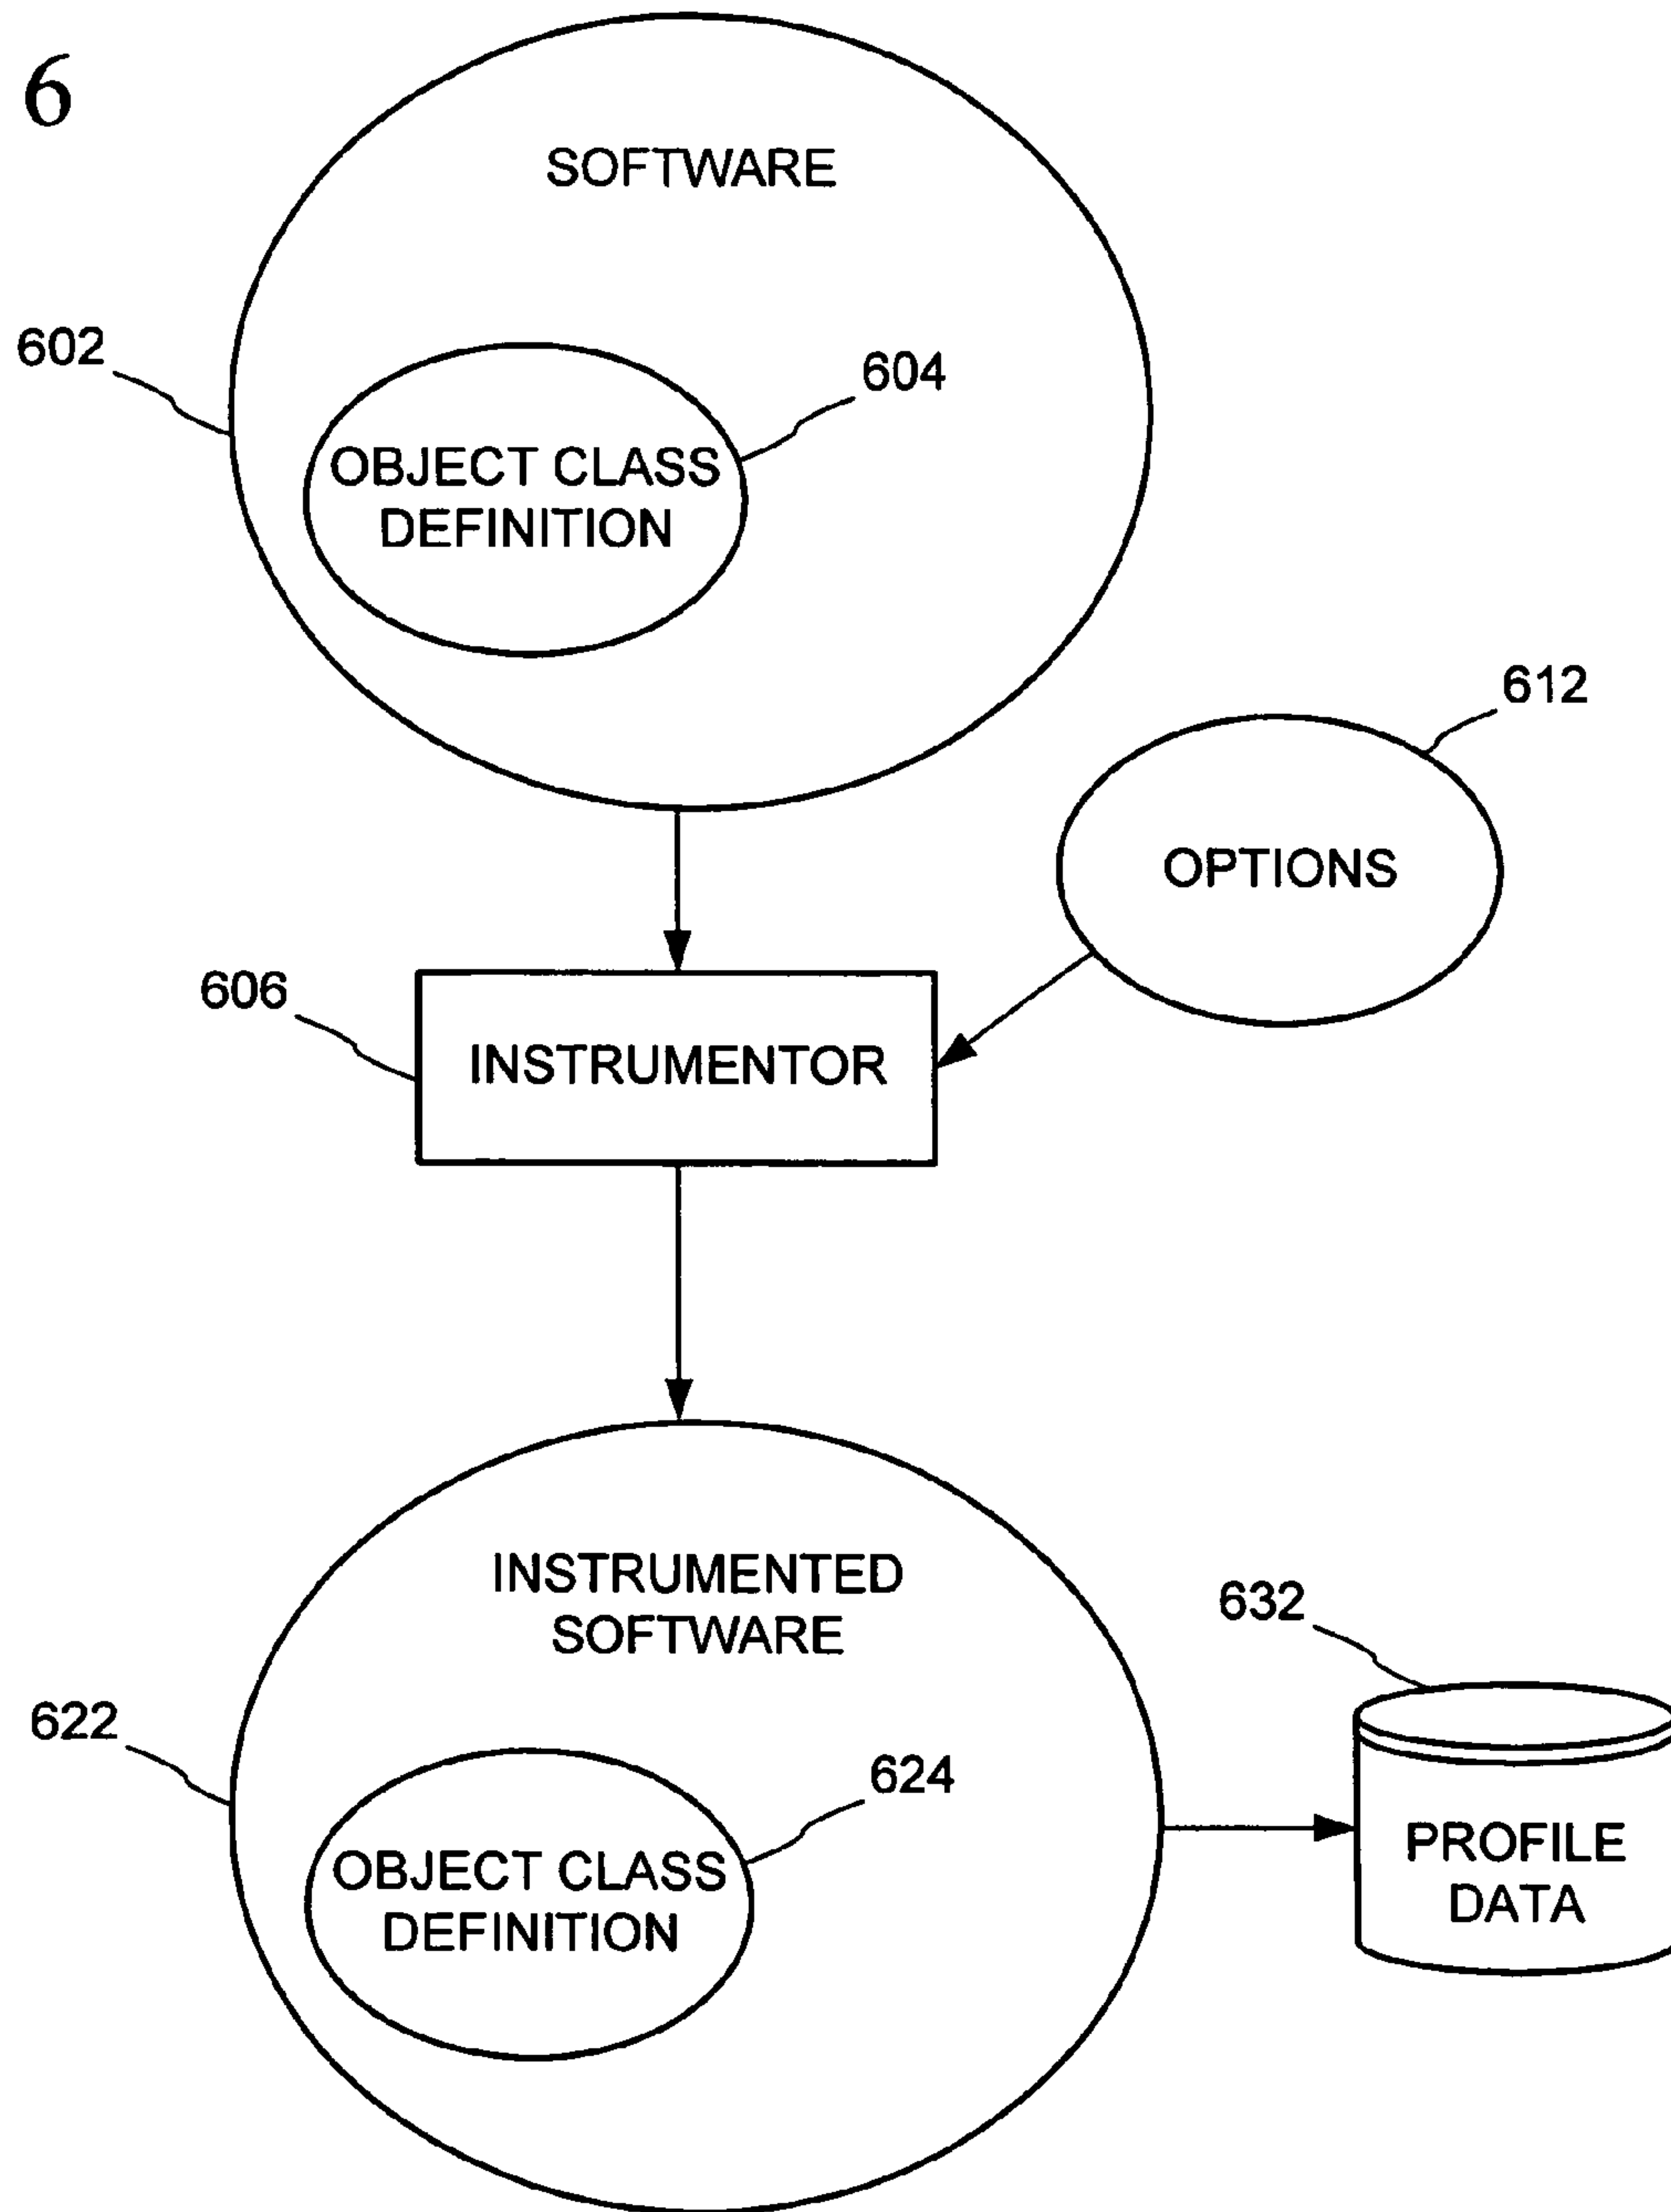 6
SOFTWARE
602
604
OBJECT CLASS
DEFINITION
612
OPTIONS
606
INSTRUMENTOR
INSTRUMENTED
SOFTWARE
632
622
624
OBJECT CLASS
DEFINITION
PROFILE
DATA